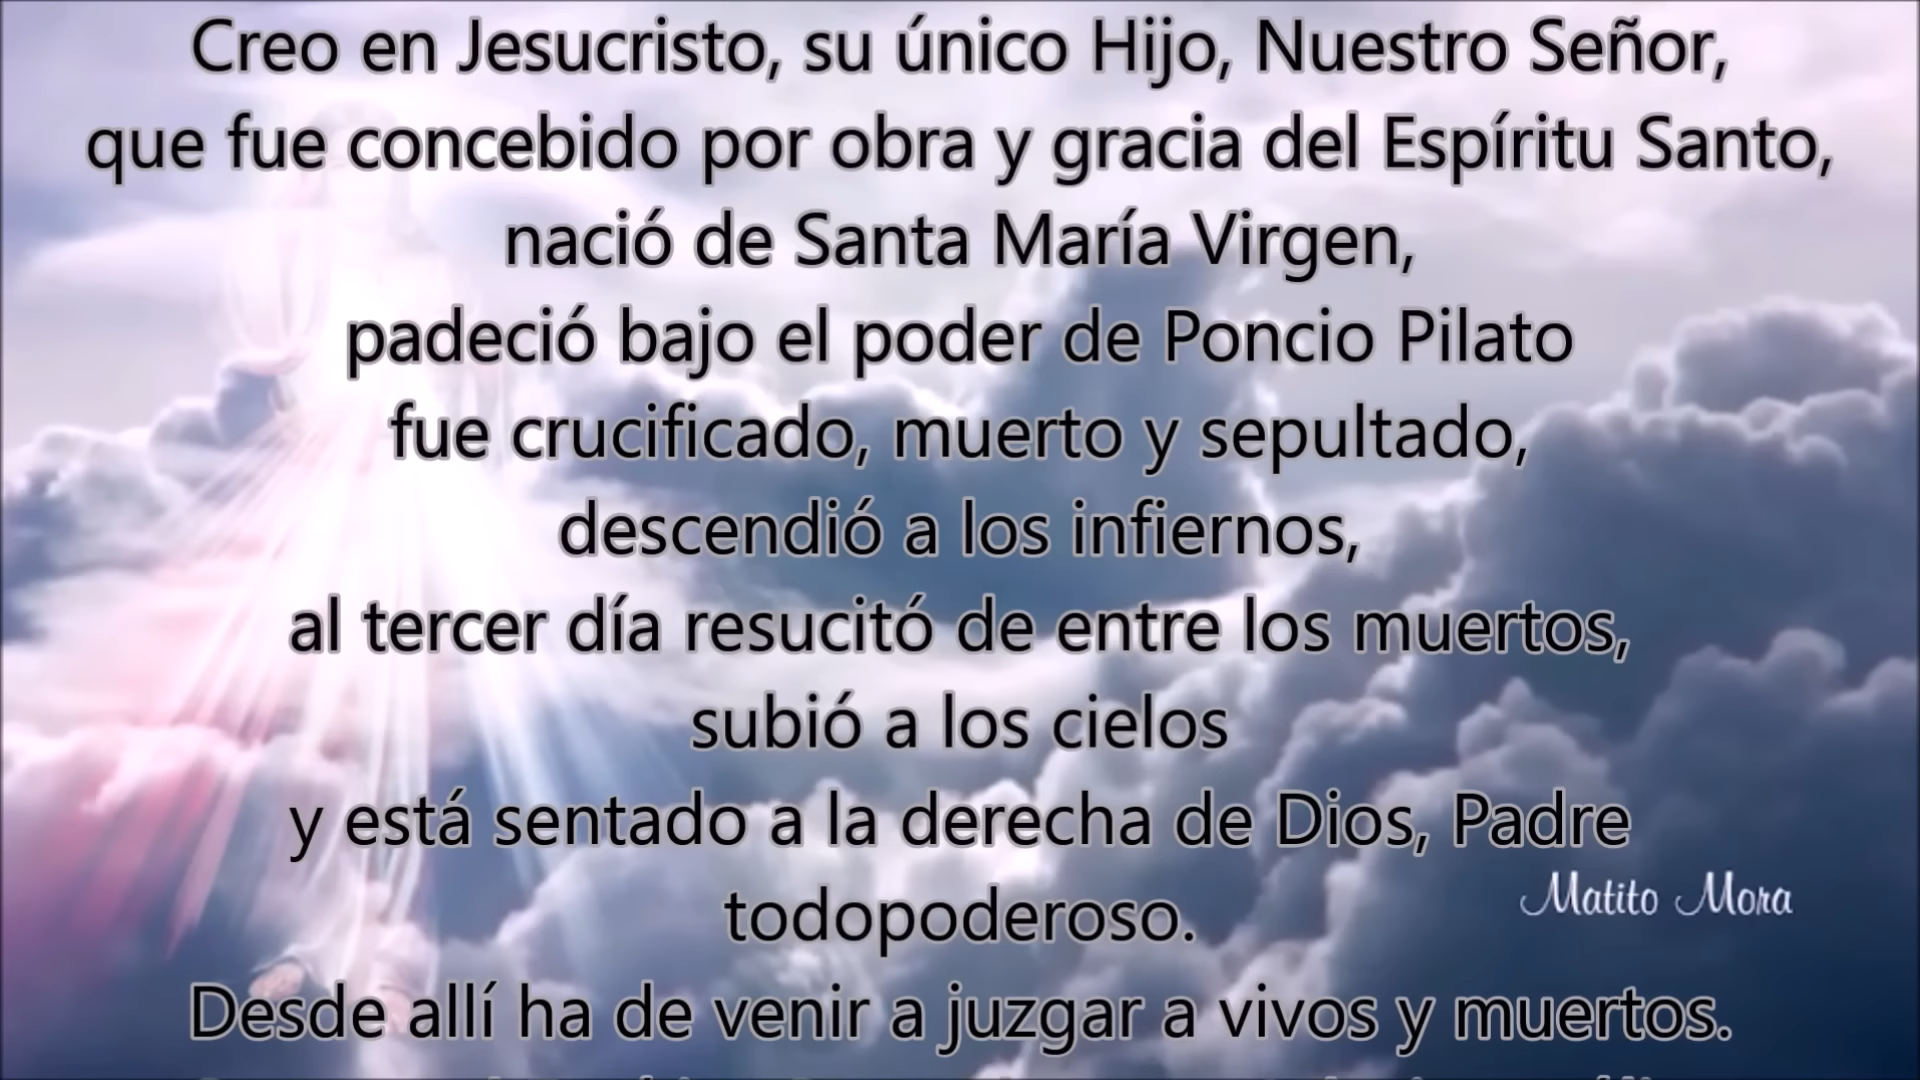 Creo en Jesucristo, su único Hijo, Nuestro Señor,
que fue concebido por obra y gracia del Espíritu Santo,
nació de Santa María Virgen,
padeció bajo el poder de Poncio Pilato
fue crucificado, muerto y sepultado,
descendió a los infiernos,
al tercer día resucitó de entre los muertos,
subió a los cielos
y está sentado a la derecha de Dios, Padre
todopoderoso.
Matito Mora
Desde allí ha de venir a juzgar a vivos y muertos.